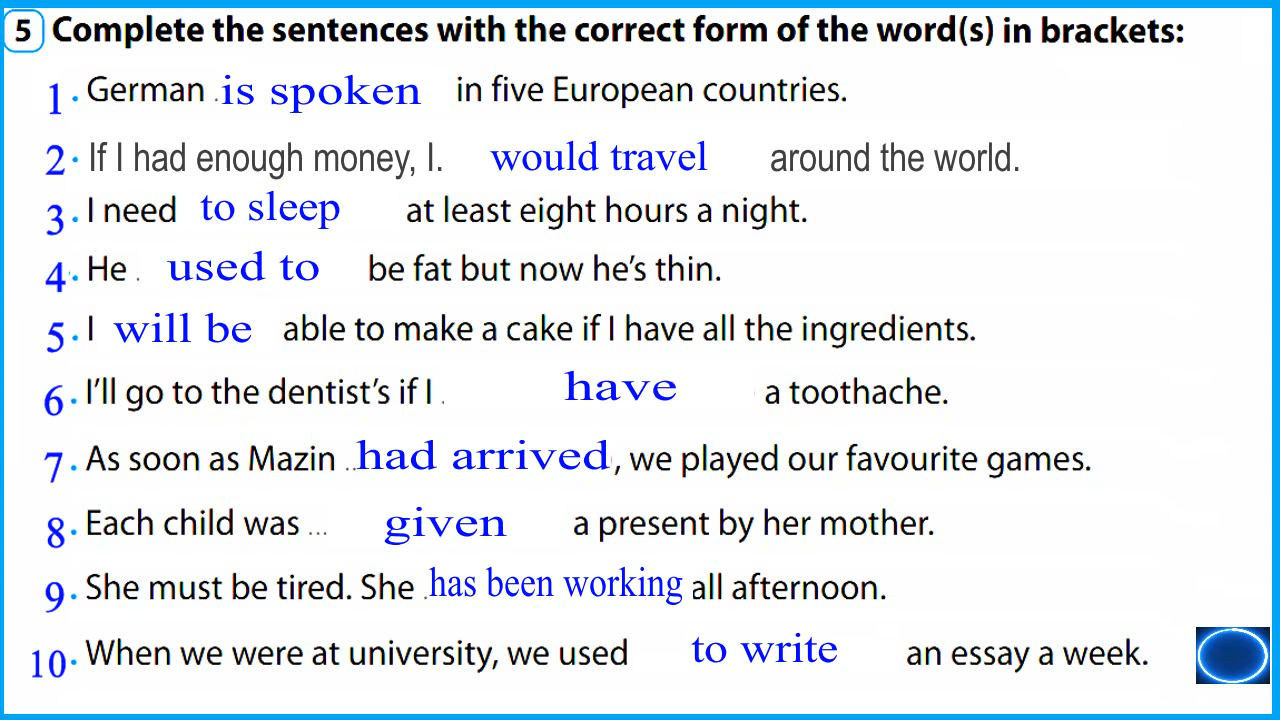 5 Complete the sentences with the correct form of the word(s) in brackets:
1. German .is spoken in five European countries.
2. If I had enough money, I. would travel around the world.
3. I need to sleep at least eight hours a night.
4. He . used to be fat but now he's thin.
5. I will be able to make a cake if I have all the ingredients.
6. I'll go to the dentist's if I . have a toothache.
7. As soon as Mazin ..had arrived, we played our favourite games.
8. Each child was ... given a present by her mother.
9. She must be tired. She .has been working all afternoon.
10. When we were at university, we used to write an essay a week.